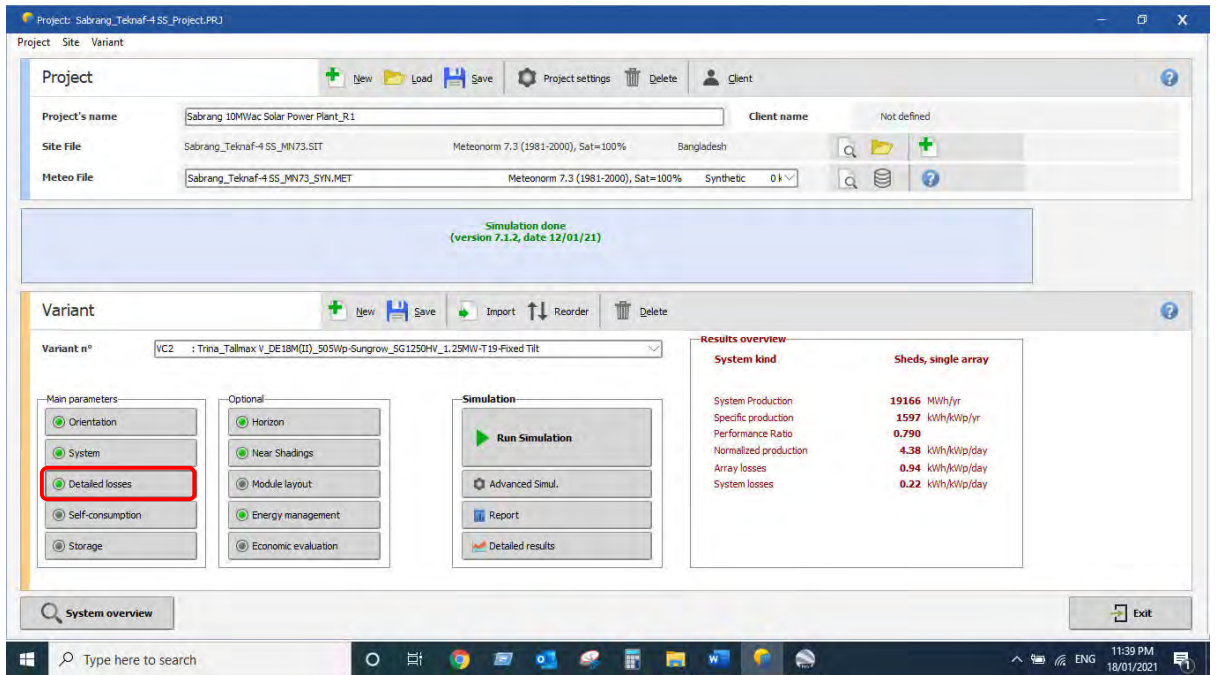 Project: Sabrang_Teknaf-4 SS_Project.PRJ
Project Site Variant
Project New Load Save Project settings Delete Client
Project's name Sabrang 10MWac Solar Power Plant_R1 Client name Not defined
Site File Sabrang_Teknaf-4 SS_MN73.SIT Meteonorm 7.3 (1981-2000), Sat=100% Bangladesh
Meteo File Sabrang_Teknaf-4 SS_MN73_SYN.MET Meteonorm 7.3 (1981-2000), Sat=100% Synthetic 0 k
Simulation done
(version 7.1.2, date 12/01/21)
Variant New Save Import Reorder Delete
Variant n° VC2 : Trina_Tallmax V_DE18M(II)_505Wp-Sungrow_SG1250HV_1.25MW-T19-Fixed Tilt
Results overview
System kind Sheds, single array
Main parameters Optional Simulation
System Production 19166 MWh/yr
Specific production 1597 kWh/kWp/yr
Performance Ratio 0.790
Normalized production 4.38 kWh/kWp/day
Array losses 0.94 kWh/kWp/day
System losses 0.22 kWh/kWp/day
Orientation Horizon
Run Simulation
System Near Shadings
Detailed losses Module layout Advanced Simul.
Self-consumption Energy management Report
Storage Economic evaluation Detailed results
System overview Exit
Type here to search
ENG 11:39 PM
18/01/2021